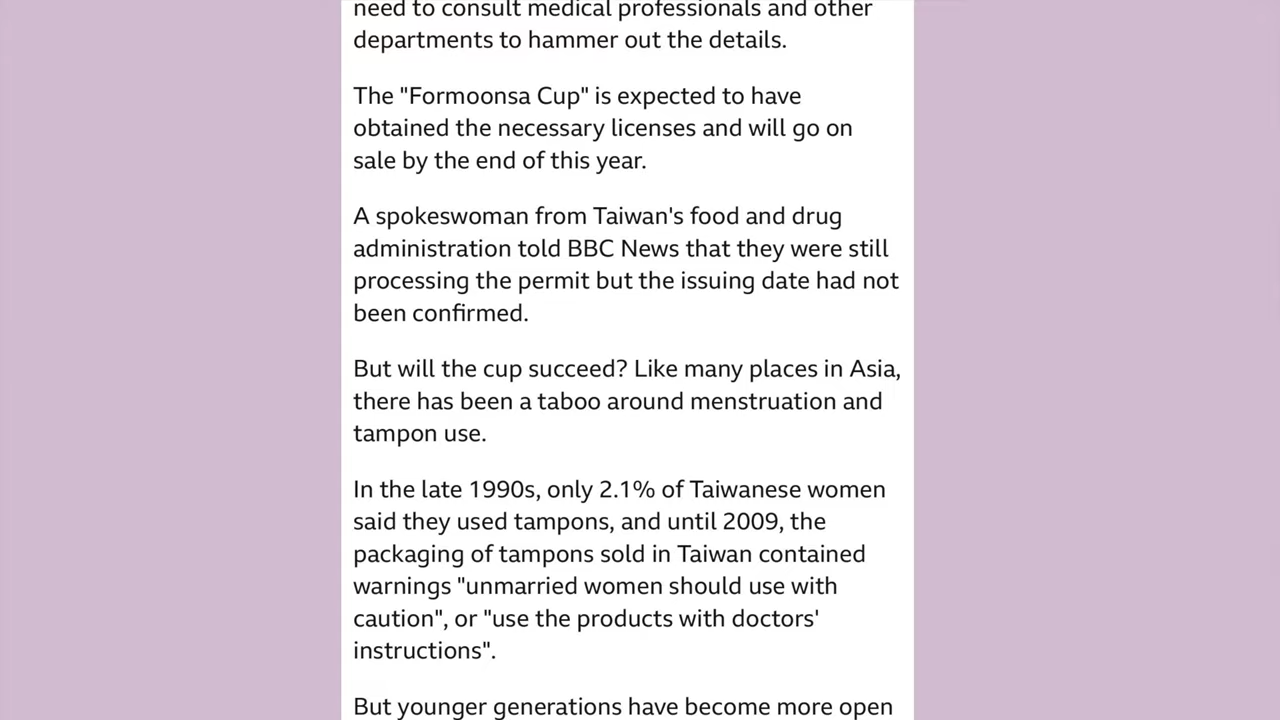 need to consult medical professionals and other
departments to hammer out the details.
The "Formoonsa Cup" is expected to have
obtained the necessary licenses and will go on
sale by the end of this year.
A spokeswoman from Taiwan's food and drug
administration told BBC News that they were still
processing the permit but the issuing date had not
been confirmed.
But will the cup succeed? Like many places in Asia,
there has been a taboo around menstruation and
tampon use.
In the late 1990s, only 2.1% of Taiwanese women
said they used tampons, and until 2009, the
packaging of tampons sold in Taiwan contained
warnings "unmarried women should use with
caution", or "use the products with doctors'
instructions".
But younger generations have become more open